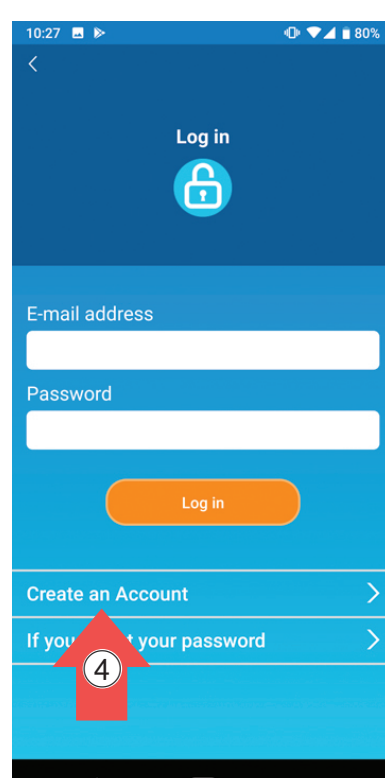 10:27 80%
Log in
E-mail address
Password
Log in
Create an Account
If you t your password
4